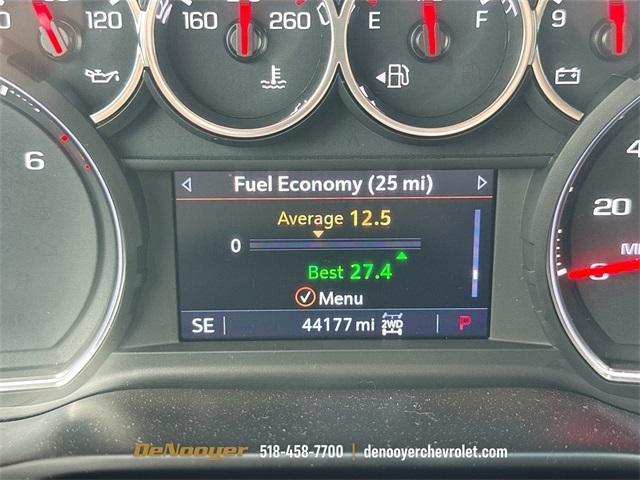 120
160 260
E F
9
6
4
20
Fuel Economy (25 mi)
Average 12.5
0
Best 27.4
Menu
SE 44177 mi 2WD P
DeNooyer 518-458-7700 | denooyerchevrolet.com